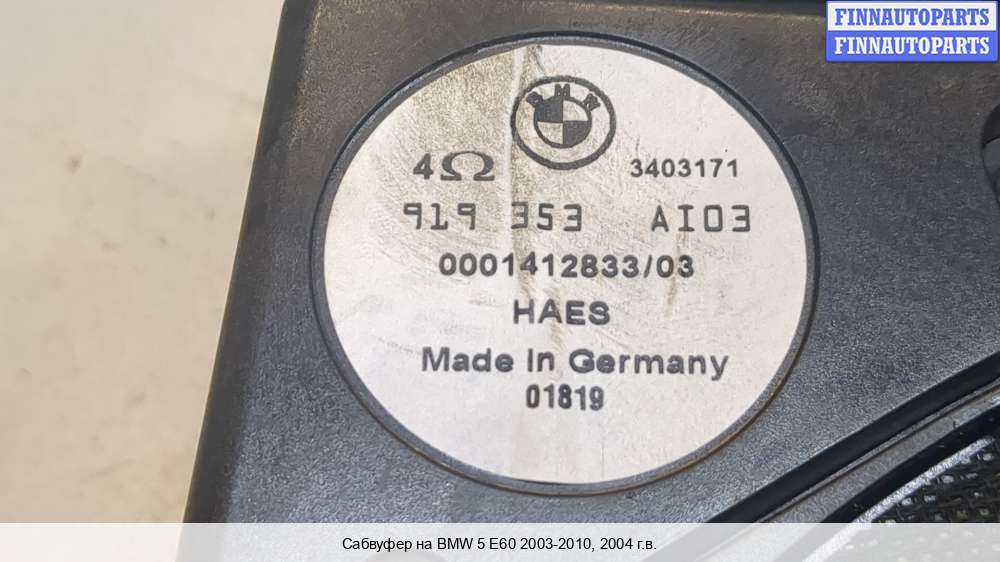 FINNAUTOPARTS
FINNAUTOPARTS
BMW
4Ω 3403171
919 353 AI03
0001412833/03
HAES
Made In Germany
01819
Сабвуфер на BMW 5 E60 2003-2010, 2004 г.в.